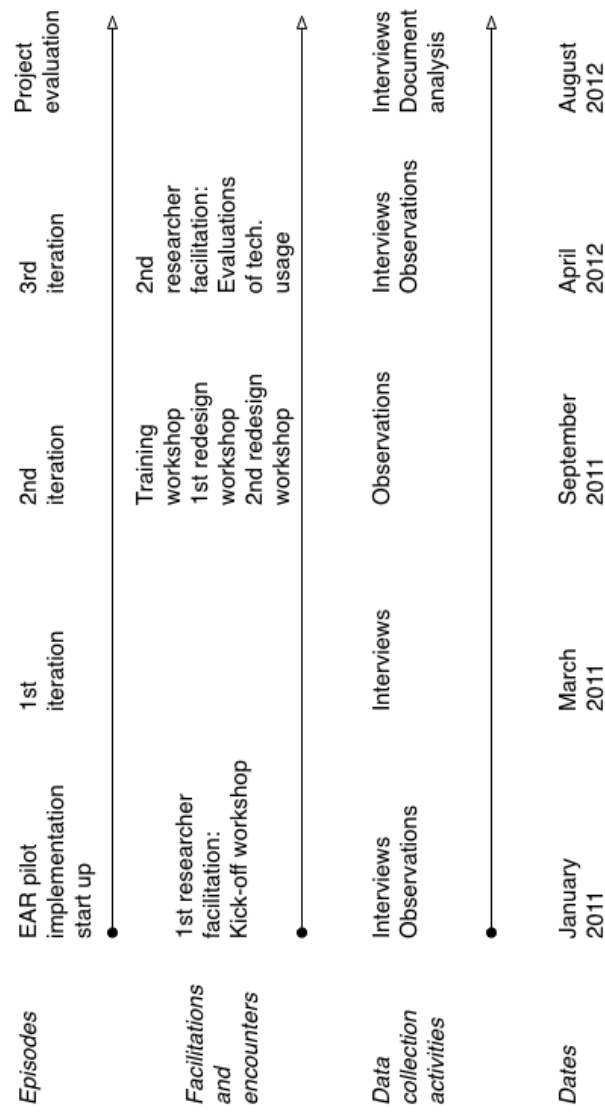 Episodes
EAR pilot
implementation
start up
1st
iteration
2nd
iteration
3rd
iteration
Project
evaluation
Facilitations
and
encounters
1st researcher
facilitation:
Kick-off workshop
Training
workshop
1st redesign
workshop
2nd redesign
workshop
2nd
researcher
facilitation:
Evaluations
of tech.
usage
Data
collection
activities
Interviews
Observations
Interviews
Observations
Interviews
Observations
Interviews
Document
analysis
Dates
January
2011
March
2011
September
2011
April
2012
August
2012